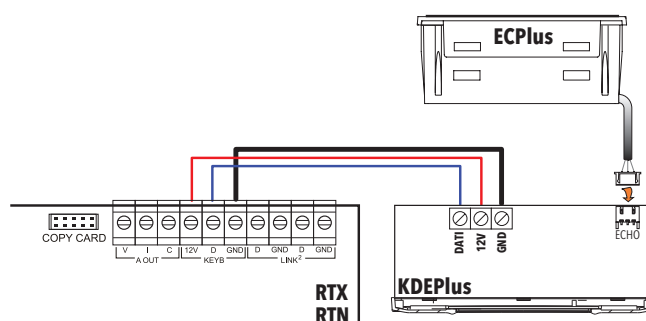 ECPlus
COPY CARD
V I C 12V D GND D GND D GND
A OUT KEYB LINK²
DATI 12V GND
ECHO
KDEPlus
RTX
RTN